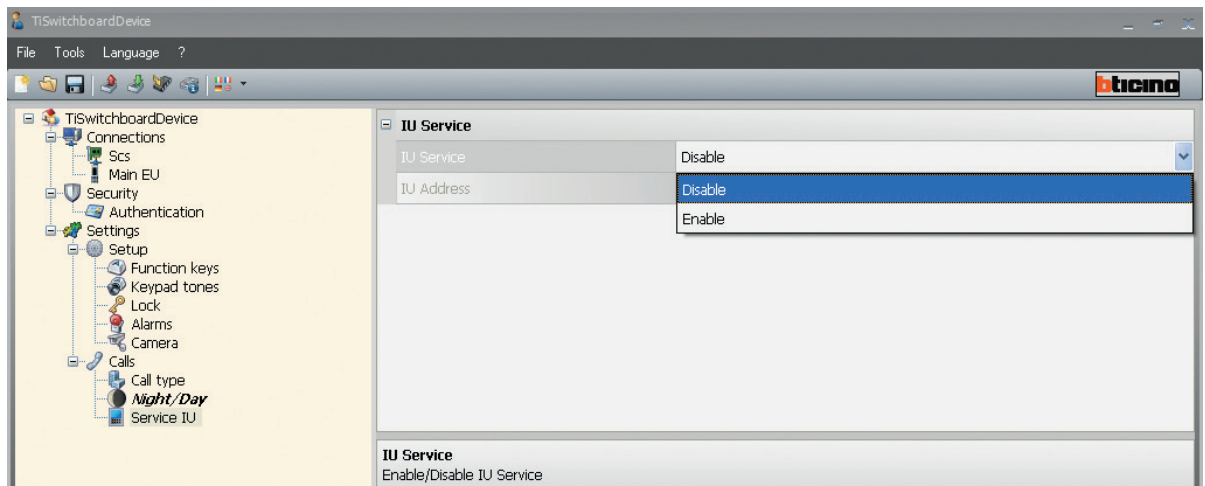 TiSwitchboardDevice
File Tools Language ?
bticino
TiSwitchboardDevice
Connections
Scs
Main EU
Security
Authentication
Settings
Setup
Function keys
Keypad tones
Lock
Alarms
Camera
Calls
Call type
Night/Day
Service IU
IU Service
IU Service Disable
IU Address Disable
Enable
IU Service
Enable/Disable IU Service